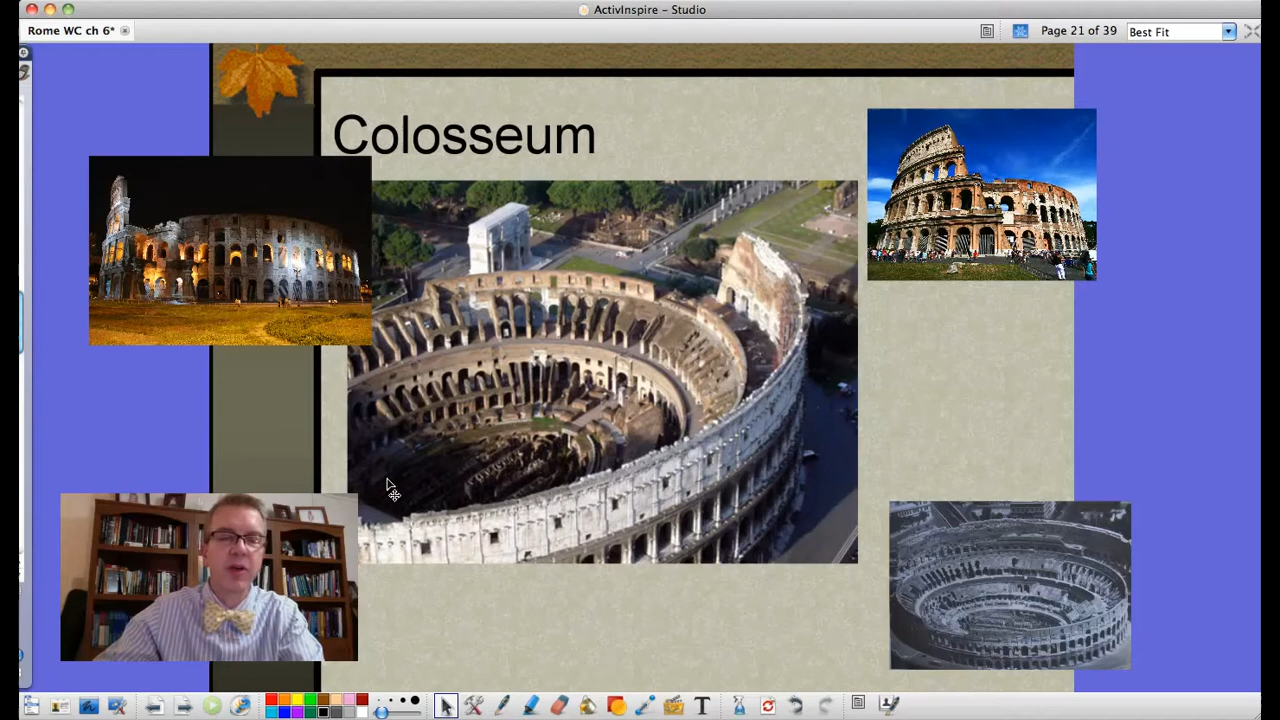 ActivInspire – Studio
Rome WC ch 6*
Page 21 of 39
Best Fit
Colosseum
T